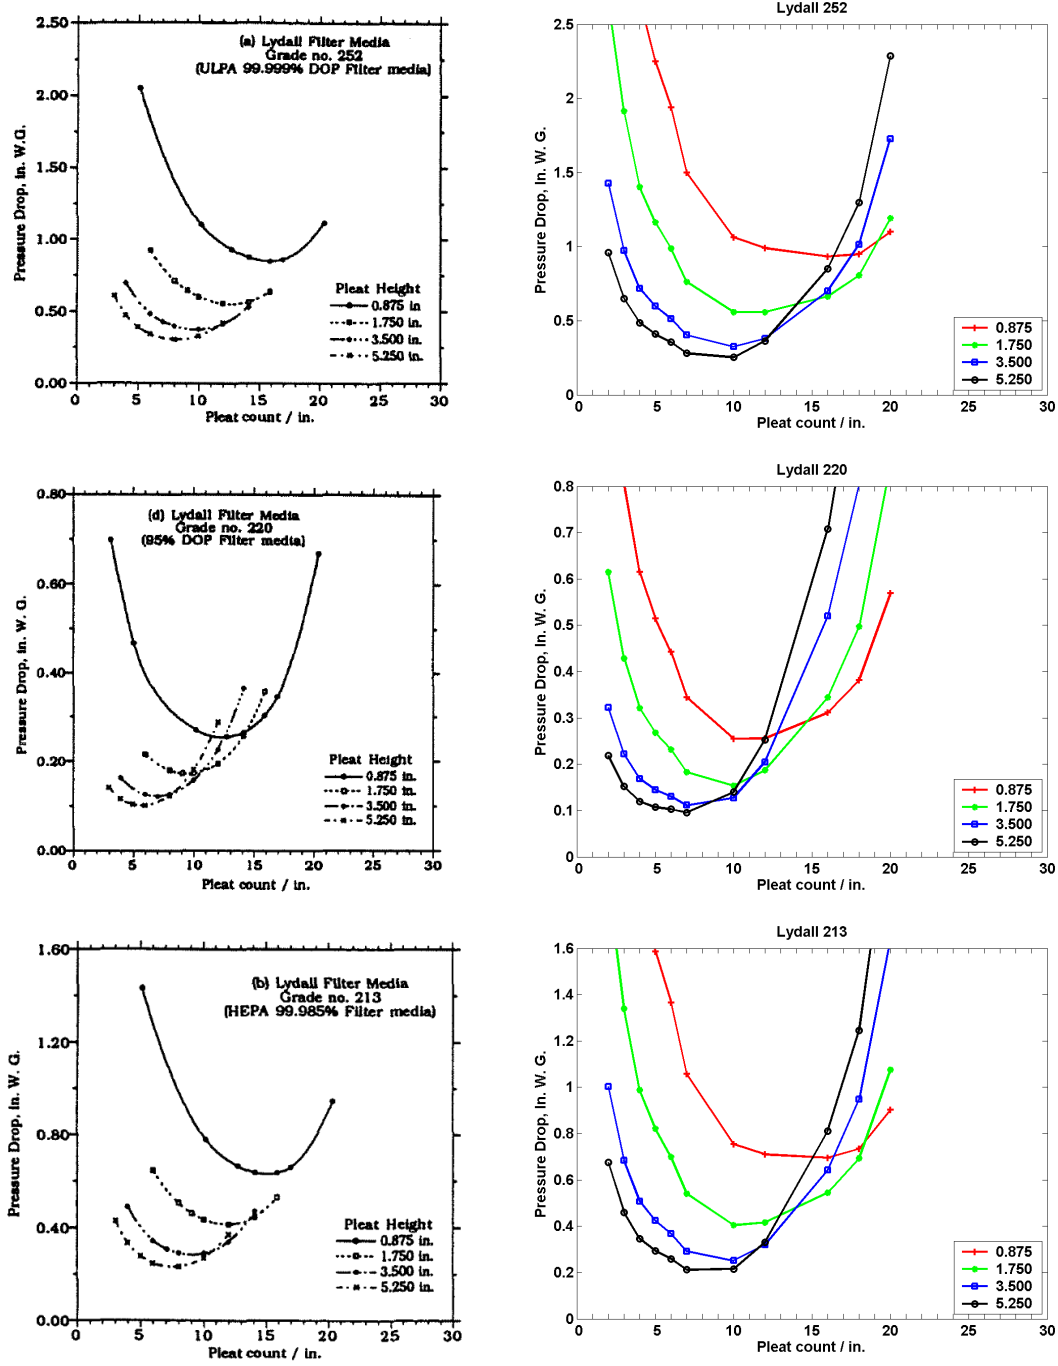 (a) Lydall Filter Media
Grade no. 252
(ULPA 99.999% DOP Filter media)
2.50
2.00
1.50
1.00
0.50
0.00
Pressure Drop, in. W.G.
Pleat Height
0.875 in
1.750 in.
3.500 in.
5.250 in.
0 5 10 15 20 25 30
Pleat count / in.
Lydall 252
2.5
2
1.5
1
0.5
0
Pressure Drop, In. W. G.
0.875
1.750
3.500
5.250
0 5 10 15 20 25 30
Pleat count / in.
(d) Lydall Filter Media
Grade no. 220
(95% DOP Filter media)
0.80
0.60
0.40
0.20
0.00
Pressure Drop, in. W. G.
Pleat Height
0.875 in.
1.750 in.
3.500 in.
5.250 in.
0 5 10 15 20 25 30
Pleat count / in.
Lydall 220
0.8
0.7
0.6
0.5
0.4
0.3
0.2
0.1
0
Pressure Drop, In. W. G.
0.875
1.750
3.500
5.250
0 5 10 15 20 25 30
Pleat count / in.
(b) Lydall Filter Media
Grade no. 213
(HEPA 99.985% Filter media)
1.60
1.20
0.80
0.40
0.00
Pressure Drop, in. W. G.
Pleat Height
0.875 in.
1.750 in.
3.500 in.
5.250 in.
0 5 10 15 20 25 30
Pleat count / in.
Lydall 213
1.6
1.4
1.2
1
0.8
0.6
0.4
0.2
0
Pressure Drop, In. W. G.
0.875
1.750
3.500
5.250
0 5 10 15 20 25 30
Pleat count / in.